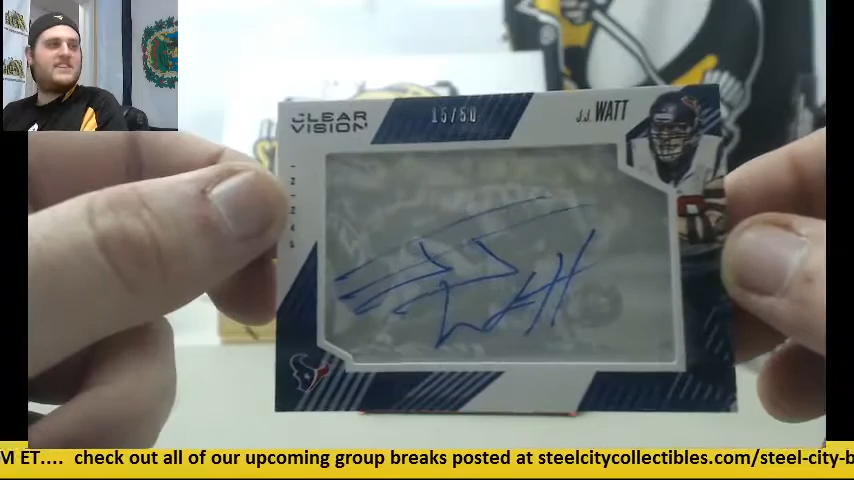 CLEAR
VISION
15/50
J.J. WATT
JJ Watt
M ET.... check out all of our upcoming group breaks posted at steelcitycollectibles.com/steel-city-b